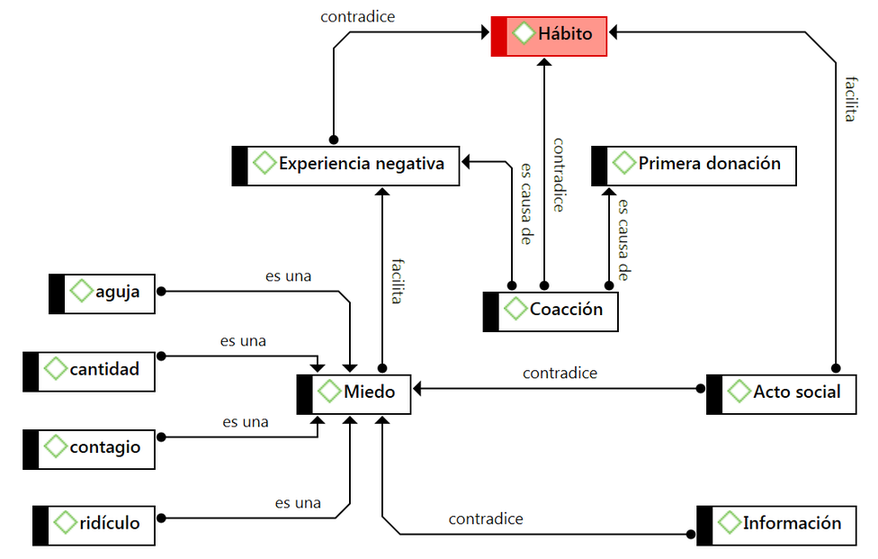 contradice
Hábito
facilita
Experiencia negativa
es causa de
contradice
Primera donación
es causa de
facilita
es una
aguja
Coacción
es una
cantidad
contradice
Miedo
Acto social
es una
contagio
es una
ridículo
contradice
Información